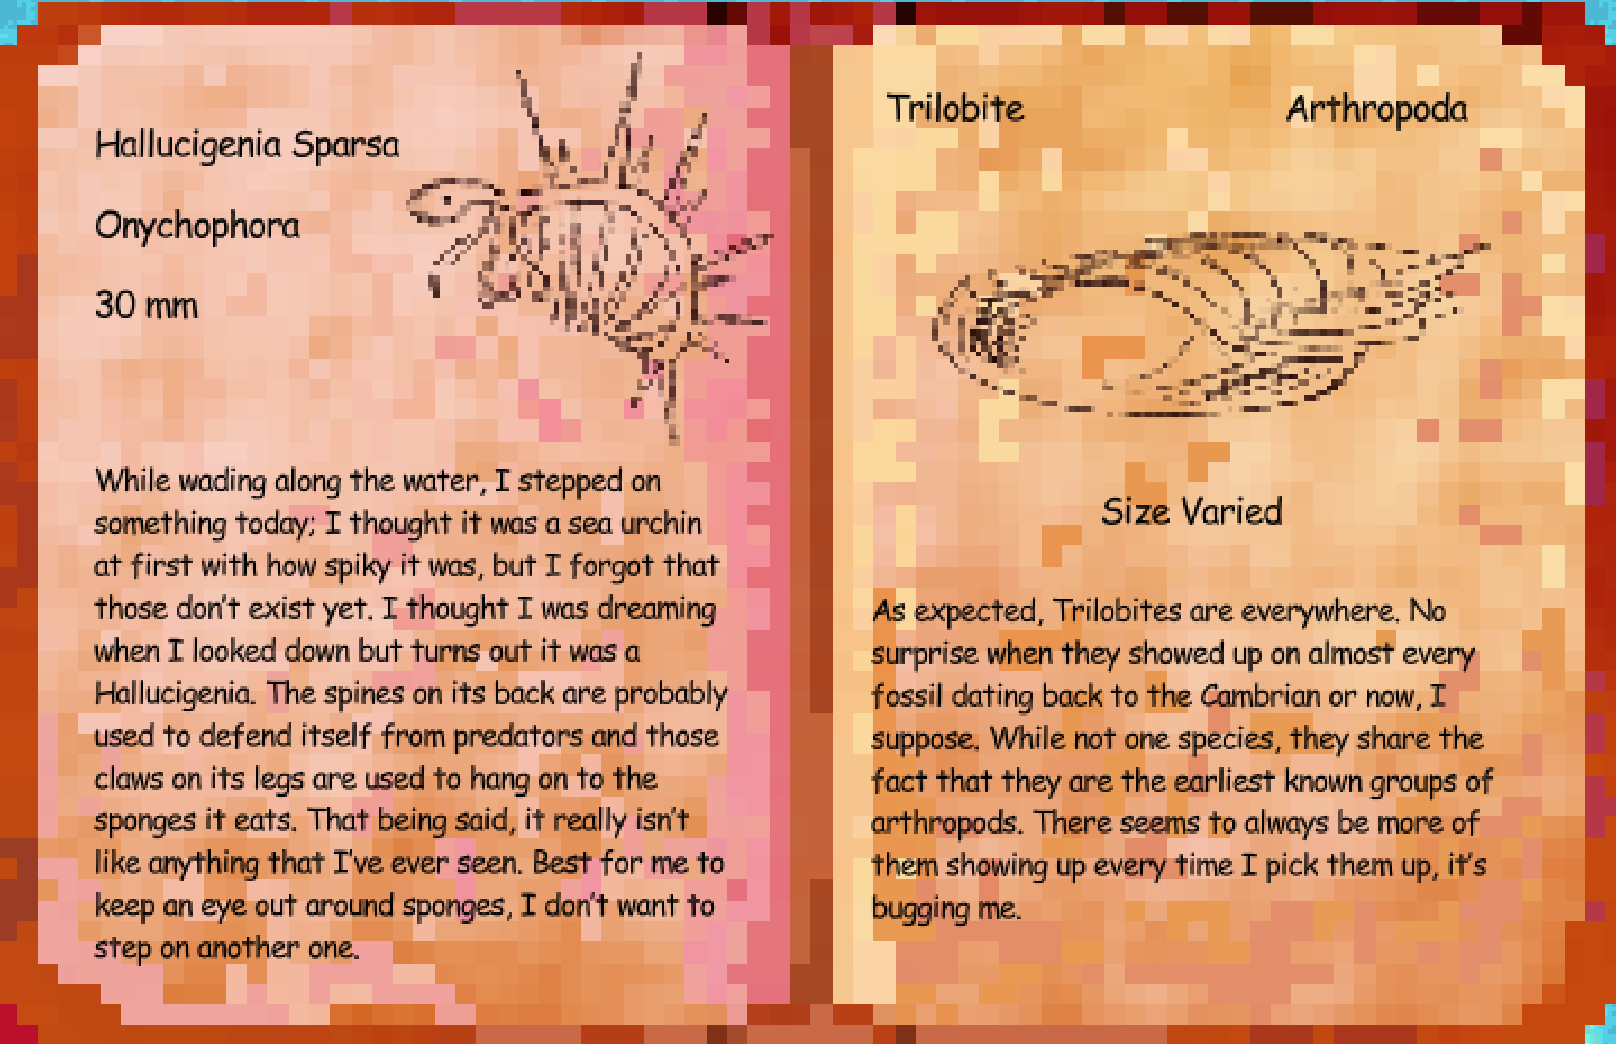 Hallucigenia Sparsa
Onychophora
30 mm
While wading along the water, I stepped on
something today; I thought it was a sea urchin
at first with how spiky it was, but I forgot that
those don't exist yet. I thought I was dreaming
when I looked down but turns out it was a
Hallucigenia. The spines on its back are probably
used to defend itself from predators and those
claws on its legs are used to hang on to the
sponges it eats. That being said, it really isn't
like anything that I've ever seen. Best for me to
keep an eye out around sponges, I don't want to
step on another one.
Trilobite Arthropoda
Size Varied
As expected, Trilobites are everywhere. No
surprise when they showed up on almost every
fossil dating back to the Cambrian or now, I
suppose. While not one species, they share the
fact that they are the earliest known groups of
arthropods. There seems to always be more of
them showing up every time I pick them up, it's
bugging me.